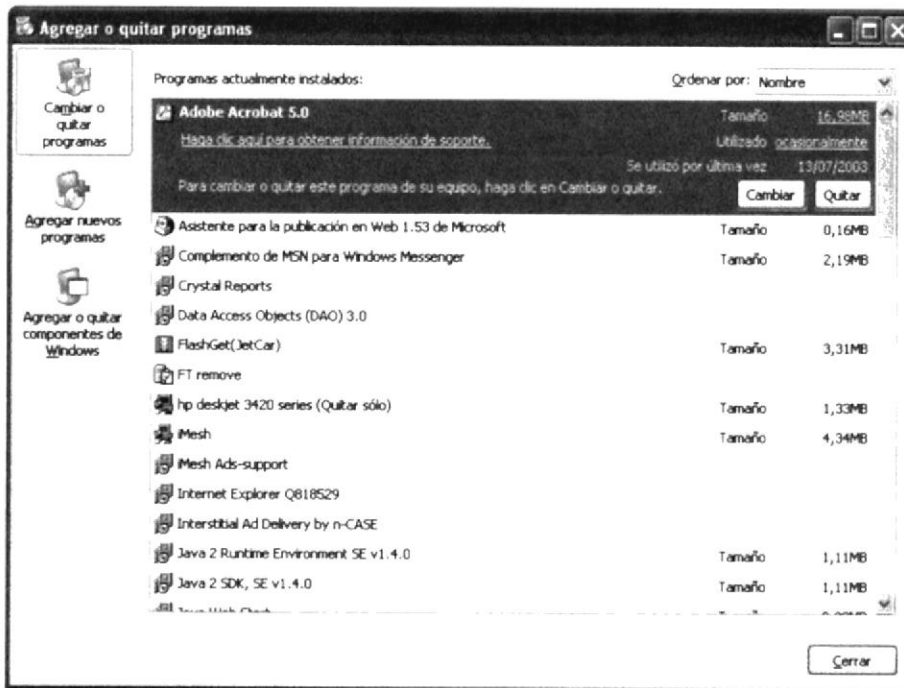 Agregar o quitar programas
Cambiar o
quitar
programas
Agregar nuevos
programas
Agregar o quitar
componentes de
Windows
Programas actualmente instalados:
Ordenar por: Nombre
Adobe Acrobat 5.0 Tamaño 16,98MB
Haga clic aquí para obtener información de soporte. Utilizado ocasionalmente
Se utilizó por última vez 13/07/2003
Para cambiar o quitar este programa de su equipo, haga clic en Cambiar o quitar. Cambiar Quitar
Asistente para la publicación en Web 1.53 de Microsoft Tamaño 0,16MB
Complemento de MSN para Windows Messenger Tamaño 2,19MB
Crystal Reports
Data Access Objects (DAO) 3.0
FlashGet(JetCar) Tamaño 3,31MB
FT remove
hp deskjet 3420 series (Quitar sólo) Tamaño 1,33MB
iMesh Tamaño 4,34MB
iMesh Ads-support
Internet Explorer Q818529
Interstitial Ad Delivery by n-CASE
Java 2 Runtime Environment SE v1.4.0 Tamaño 1,11MB
Java 2 SDK, SE v1.4.0 Tamaño 1,11MB
Java Web Start
Cerrar